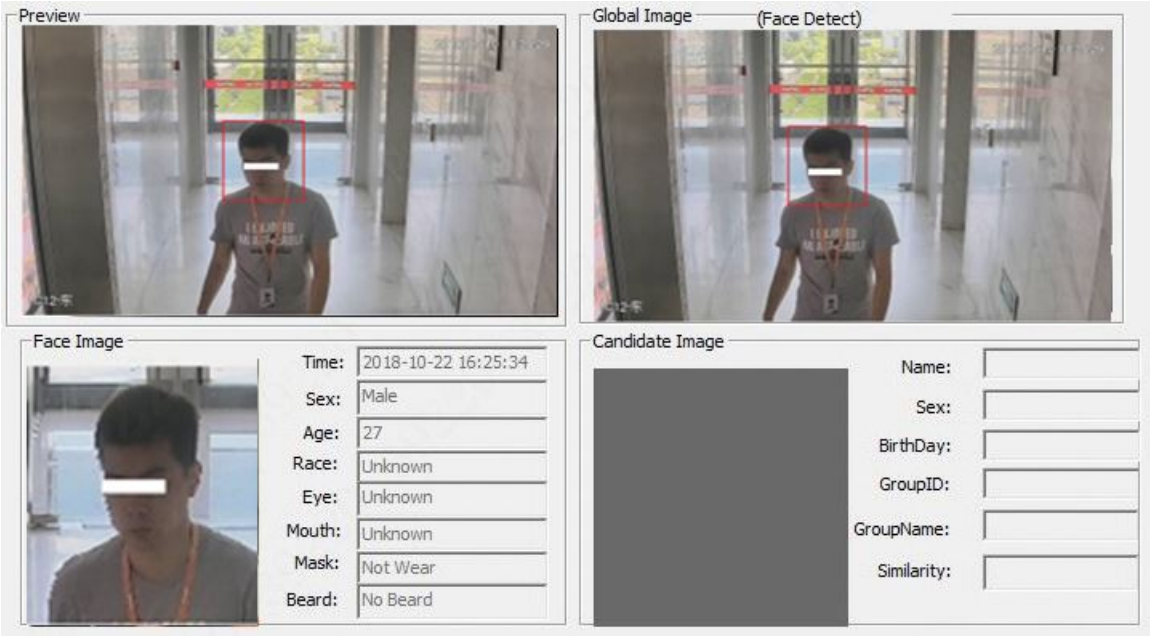 Preview
Global Image (Face Detect)
Face Image
Time: 2018-10-22 16:25:34
Sex: Male
Age: 27
Race: Unknown
Eye: Unknown
Mouth: Unknown
Mask: Not Wear
Beard: No Beard
Candidate Image
Name:
Sex:
BirthDay:
GroupID:
GroupName:
Similarity: